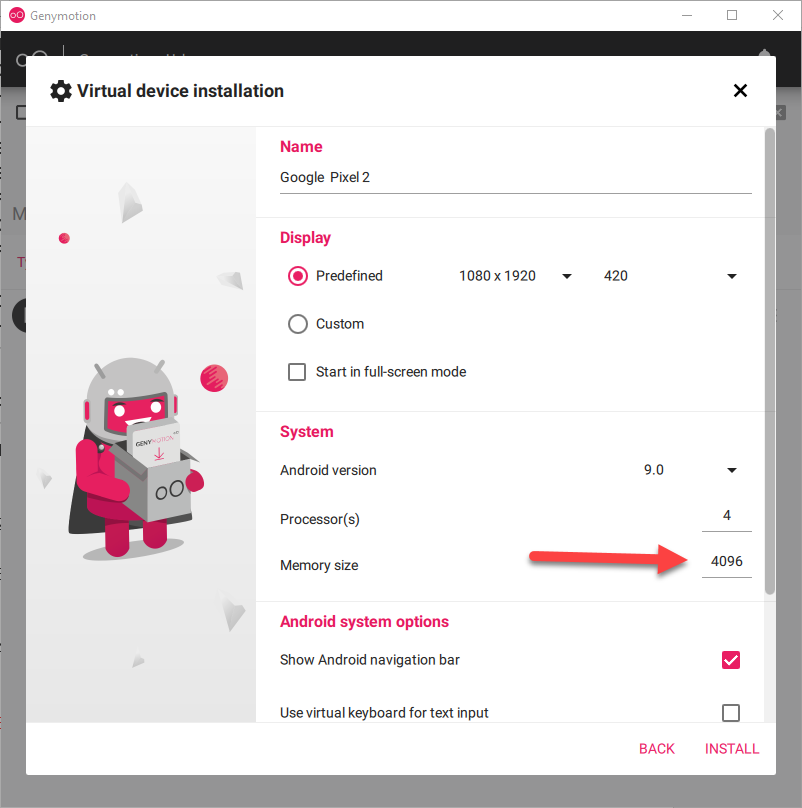 Genymotion
Virtual device installation
Name
Google Pixel 2
Display
Predefined 1080 x 1920 420
Custom
Start in full-screen mode
System
Android version 9.0
Processor(s) 4
Memory size 4096
Android system options
Show Android navigation bar
Use virtual keyboard for text input
BACK INSTALL
GENYMOTION